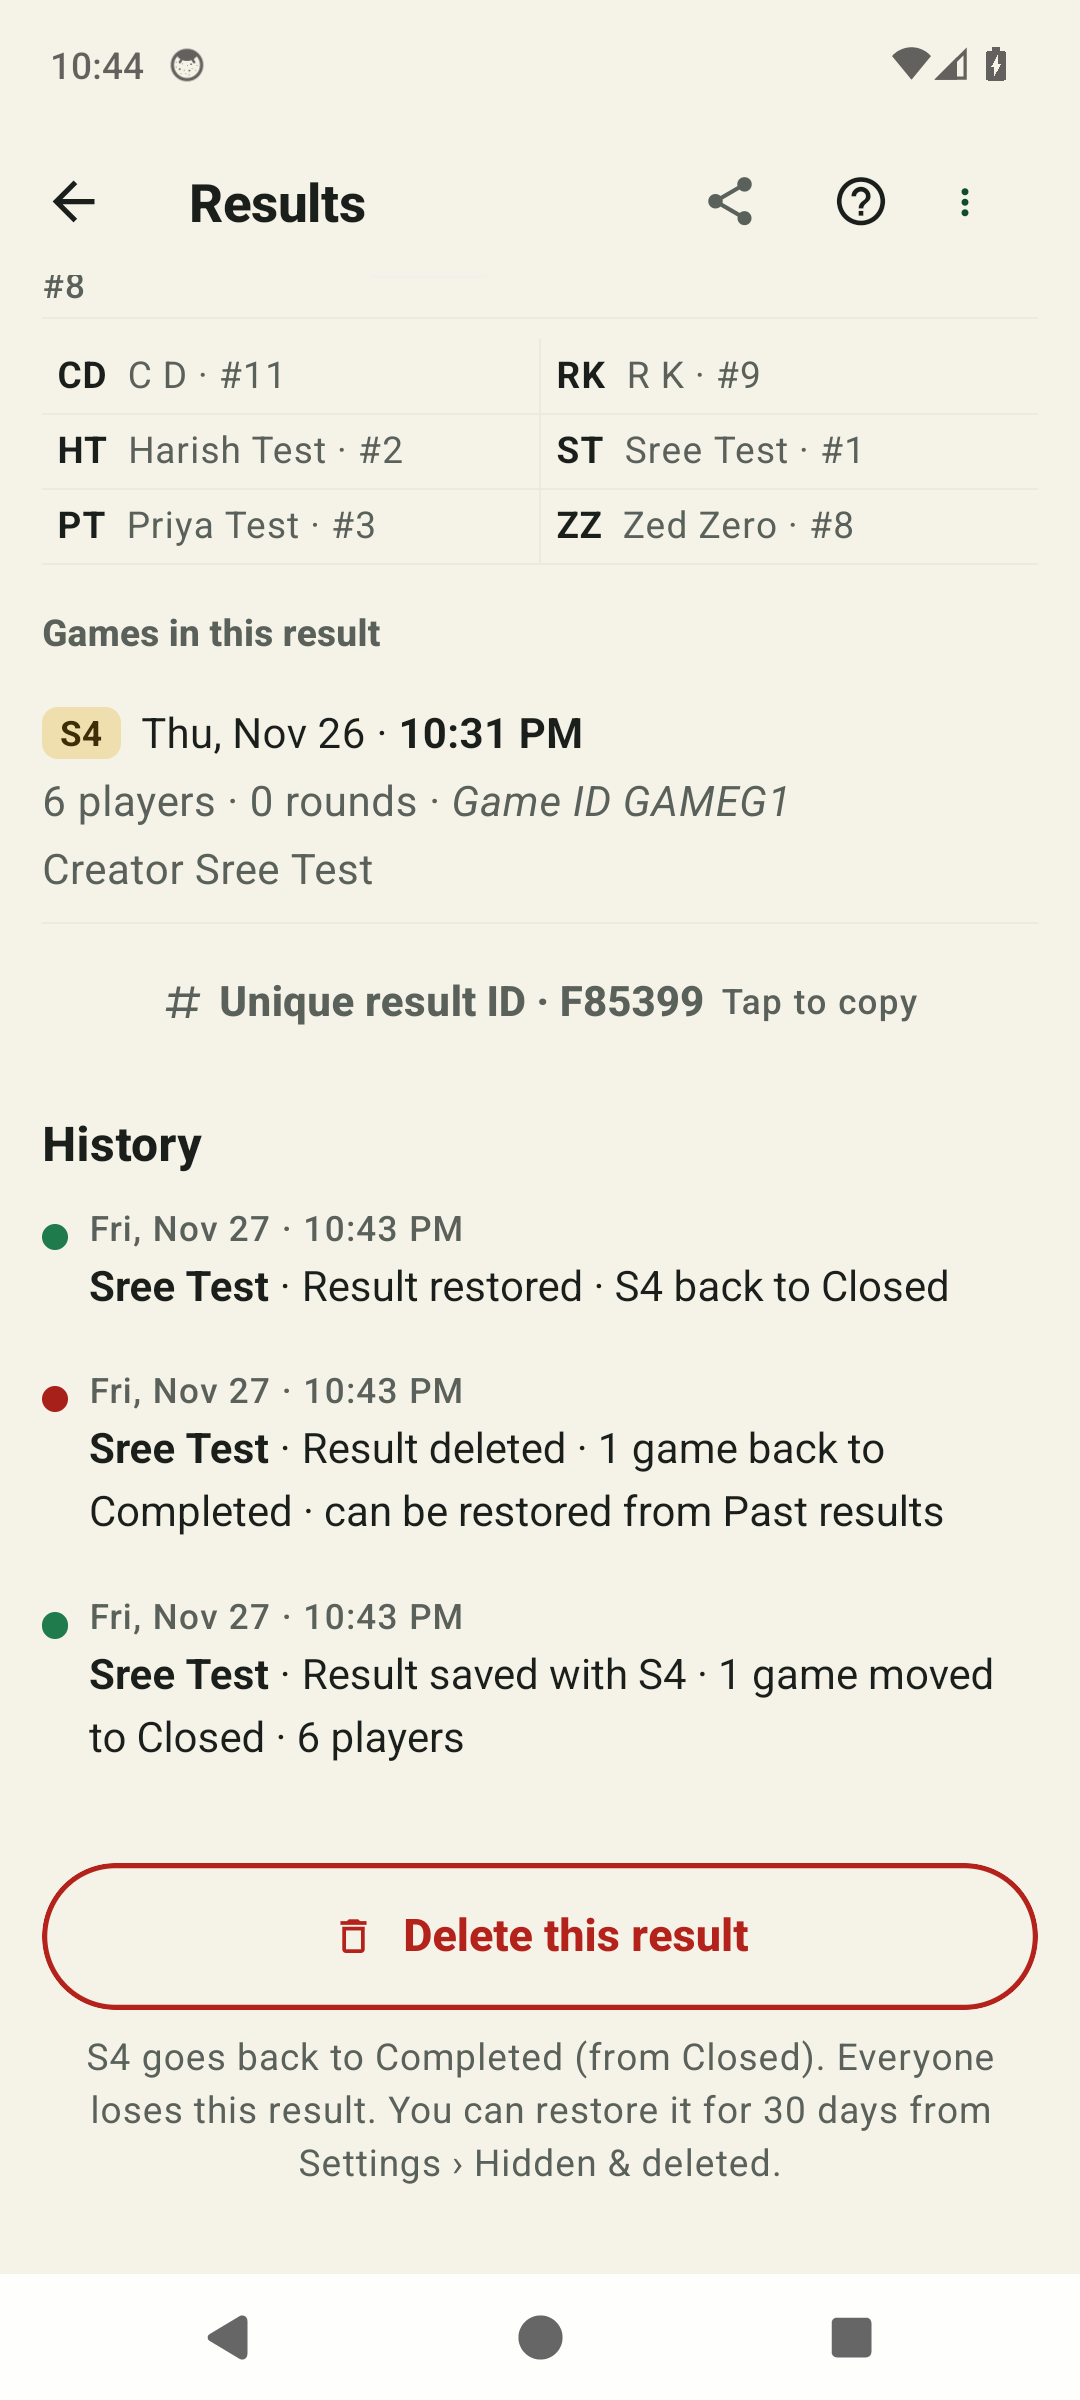 10:44
Results
#8
CD C D · #11
RK R K · #9
HT Harish Test · #2
ST Sree Test · #1
PT Priya Test · #3
ZZ Zed Zero · #8
Games in this result
S4 Thu, Nov 26 · 10:31 PM
6 players · 0 rounds · Game ID GAMEG1
Creator Sree Test
# Unique result ID · F85399 Tap to copy
History
Fri, Nov 27 · 10:43 PM
Sree Test · Result restored · S4 back to Closed
Fri, Nov 27 · 10:43 PM
Sree Test · Result deleted · 1 game back to
Completed · can be restored from Past results
Fri, Nov 27 · 10:43 PM
Sree Test · Result saved with S4 · 1 game moved
to Closed · 6 players
Delete this result
S4 goes back to Completed (from Closed). Everyone
loses this result. You can restore it for 30 days from
Settings › Hidden & deleted.